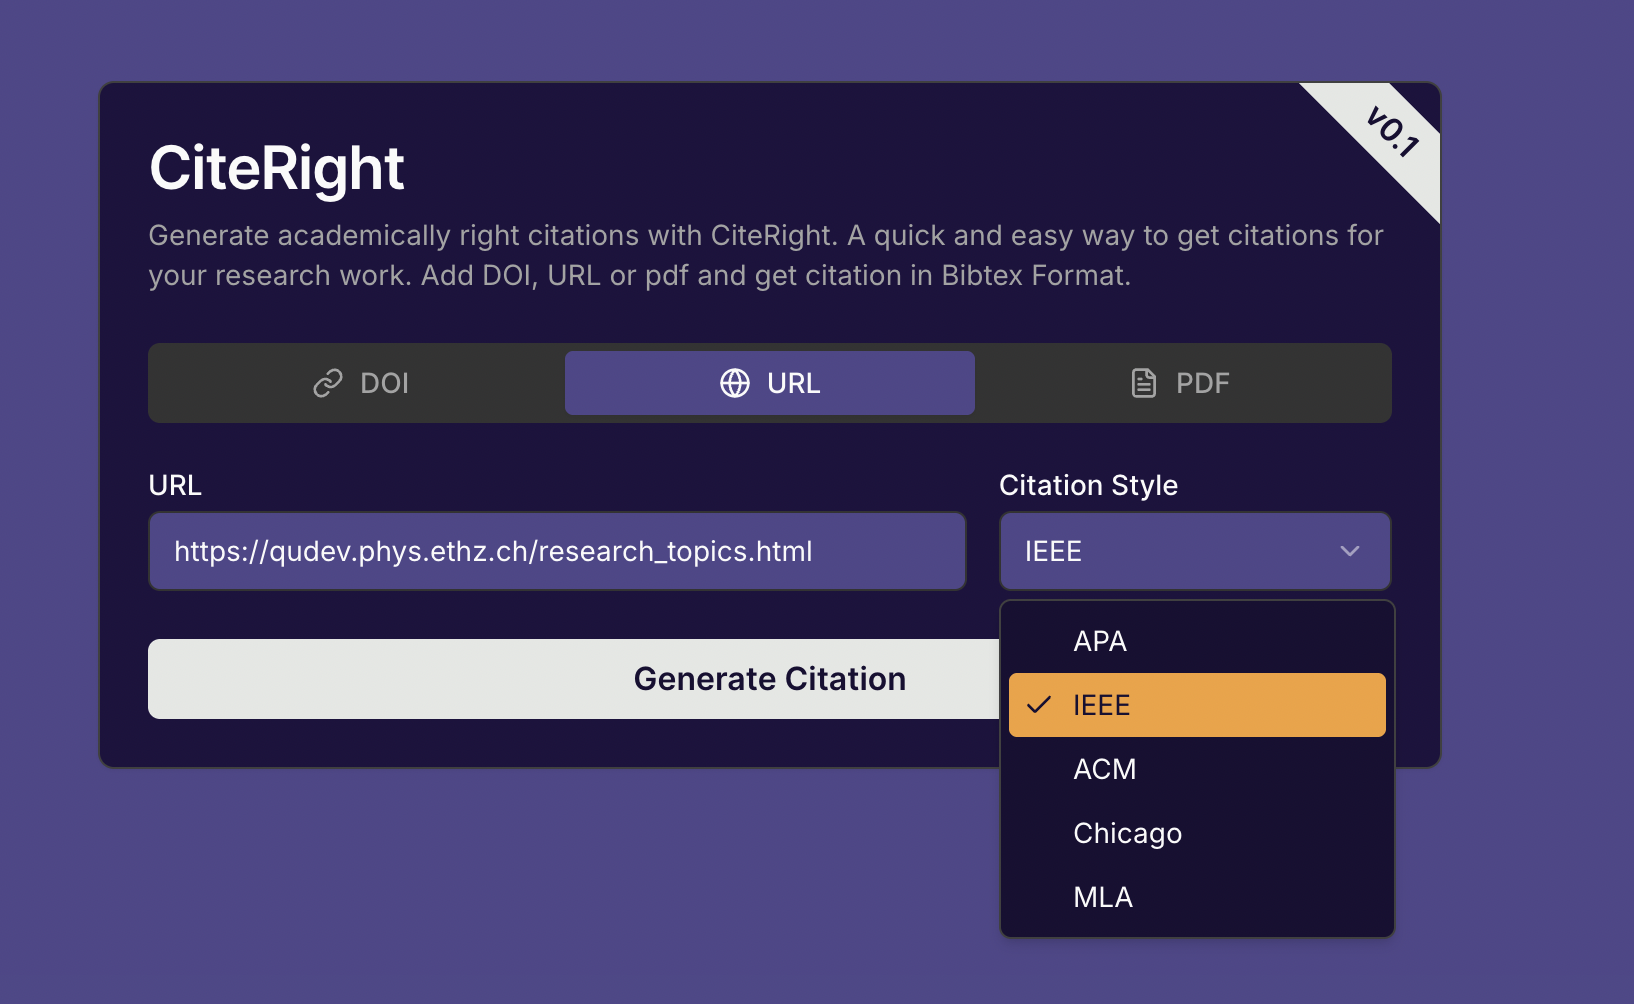 v0.1
CiteRight
Generate academically right citations with CiteRight. A quick and easy way to get citations for
your research work. Add DOI, URL or pdf and get citation in Bibtex Format.
DOI
URL
PDF
URL
https://qudev.phys.ethz.ch/research_topics.html
Citation Style
IEEE
Generate Citation
APA
IEEE
ACM
Chicago
MLA